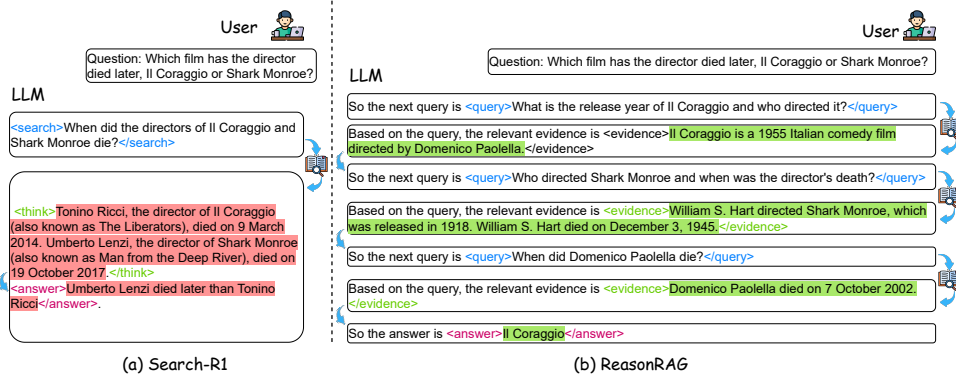 User
Question: Which film has the director
died later, Il Coraggio or Shark Monroe?
LLM
<search>When did the directors of Il Coraggio and
Shark Monroe die?</search>
<think>Tonino Ricci, the director of Il Coraggio
(also known as The Liberators), died on 9 March
2014. Umberto Lenzi, the director of Shark Monroe
(also known as Man from the Deep River), died on
19 October 2017.</think>
<answer>Umberto Lenzi died later than Tonino
Ricci</answer>.
(a) Search-R1
User
Question: Which film has the director died later, Il Coraggio or Shark Monroe?
LLM
So the next query is <query>What is the release year of Il Coraggio and who directed it?</query>
Based on the query, the relevant evidence is <evidence>Il Coraggio is a 1955 Italian comedy film
directed by Domenico Paolella.</evidence>
So the next query is <query>Who directed Shark Monroe and when was the director's death?</query>
Based on the query, the relevant evidence is <evidence>William S. Hart directed Shark Monroe, which
was released in 1918. William S. Hart died on December 3, 1945.</evidence>
So the next query is <query>When did Domenico Paolella die?</query>
Based on the query, the relevant evidence is <evidence>Domenico Paolella died on 7 October 2002.
</evidence>
So the answer is <answer>Il Coraggio</answer>
(b) ReasonRAG